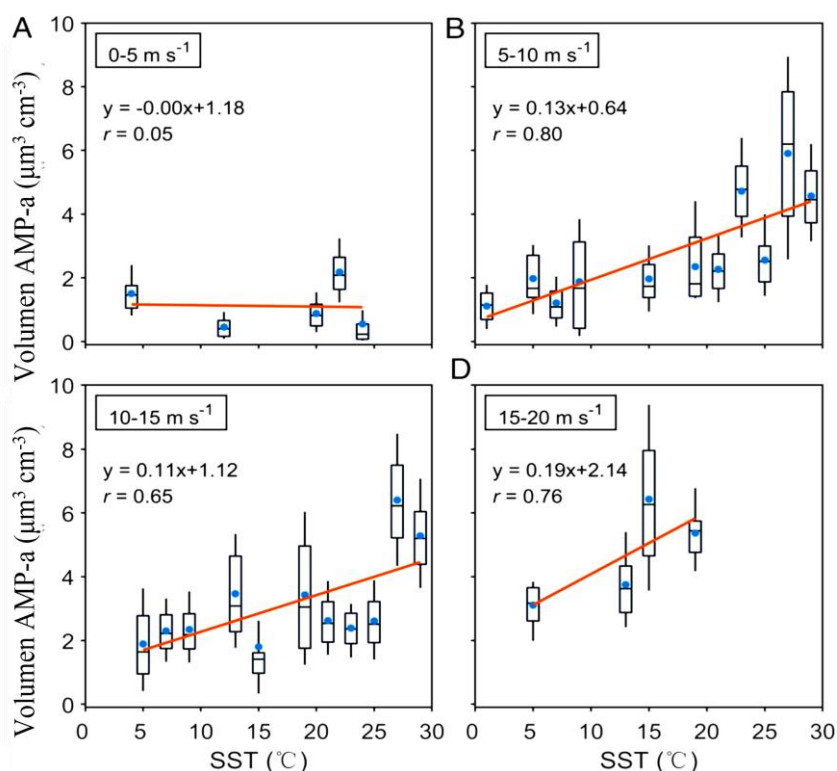 A
10
8
6
4
2
0
Volumen AMP-a (μm³ cm⁻³)
0-5 m s⁻¹
y = -0.00x+1.18
r = 0.05
B
5-10 m s⁻¹
y = 0.13x+0.64
r = 0.80
10
8
6
4
2
0
Volumen AMP-a (μm³ cm⁻³)
10-15 m s⁻¹
y = 0.11x+1.12
r = 0.65
0 5 10 15 20 25 30
SST (℃)
D
15-20 m s⁻¹
y = 0.19x+2.14
r = 0.76
0 5 10 15 20 25 30
SST (℃)